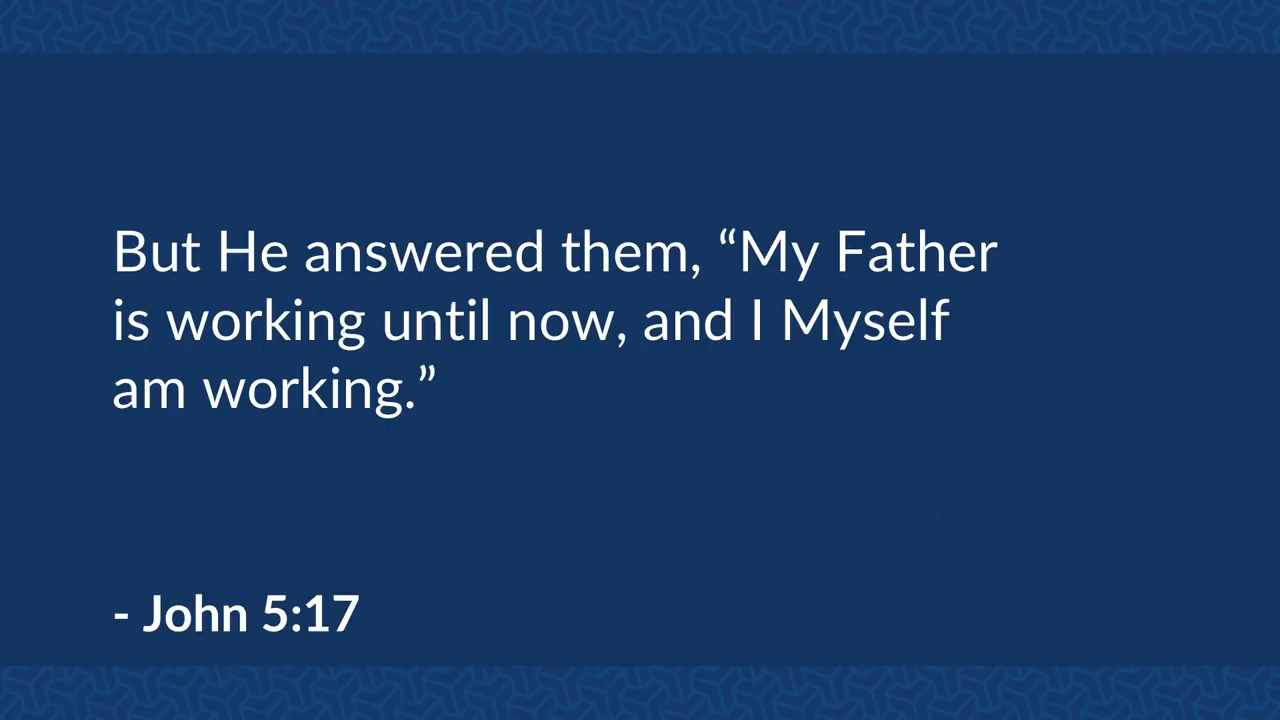 But He answered them, “My Father
is working until now, and I Myself
am working.”
- John 5:17